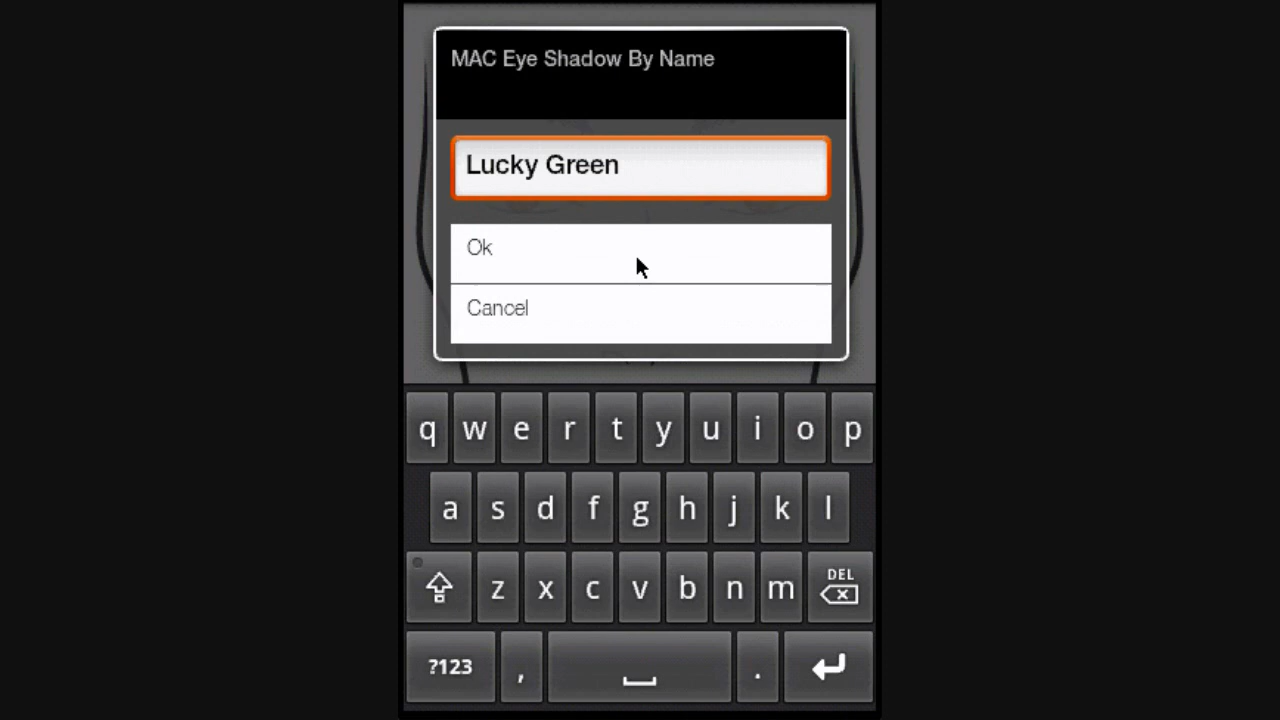 MAC Eye Shadow By Name
Lucky Green
Ok
Cancel
q w e r t y u i o p
a s d f g h j k l
z x c v b n m DEL
?123 , .